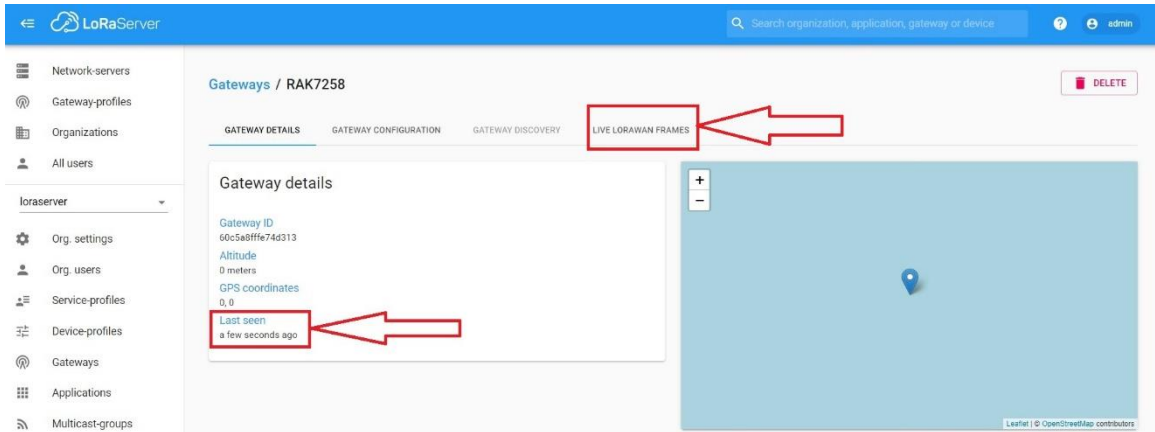 LoRaServer
Search organization, application, gateway or device
? admin
Network-servers
Gateway-profiles
Organizations
All users
loraserver
Org. settings
Org. users
Service-profiles
Device-profiles
Gateways
Applications
Multicast-groups
Gateways / RAK7258
DELETE
GATEWAY DETAILS
GATEWAY CONFIGURATION
GATEWAY DISCOVERY
LIVE LORAWAN FRAMES
Gateway details
Gateway ID
60c5a8fffe74d313
Altitude
0 meters
GPS coordinates
0, 0
Last seen
a few seconds ago
+
−
Leaflet | © OpenStreetMap contributors